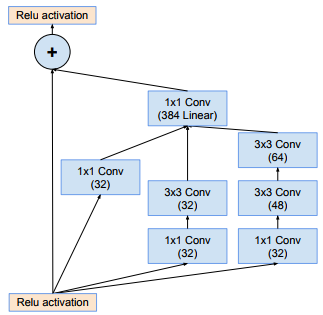 Relu activation
+
1x1 Conv
(384 Linear)
3x3 Conv
(64)
1x1 Conv
(32)
3x3 Conv
(32)
3x3 Conv
(48)
1x1 Conv
(32)
1x1 Conv
(32)
Relu activation